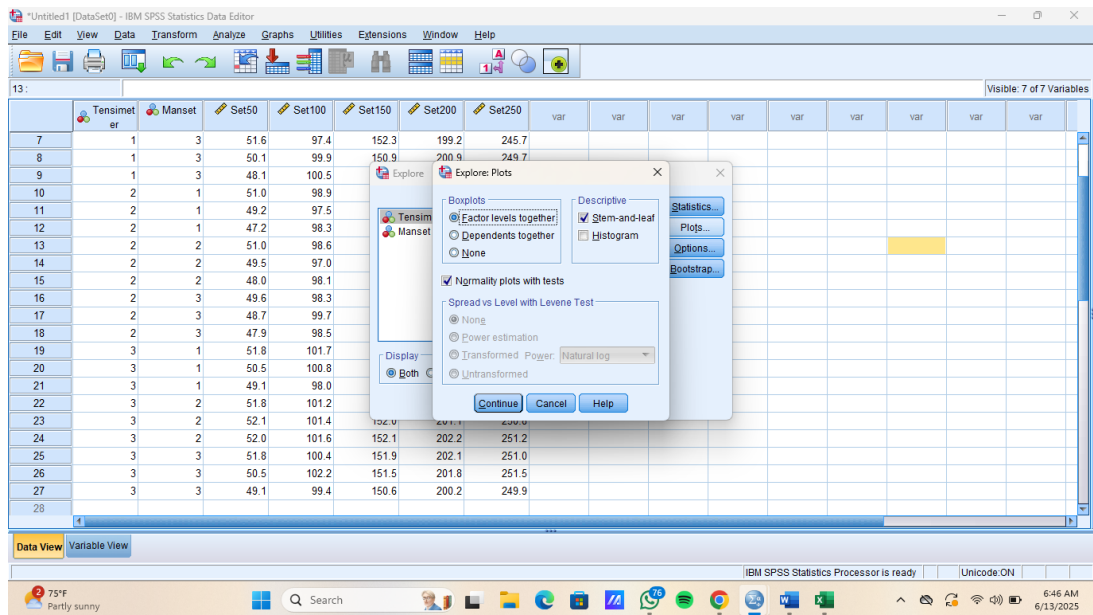 *Untitled1 [DataSet0] - IBM SPSS Statistics Data Editor
File Edit View Data Transform Analyze Graphs Utilities Extensions Window Help
13 :
Visible: 7 of 7 Variables
Tensimeter Manset Set50 Set100 Set150 Set200 Set250 var var var var var var var var var
7 1 3 51.6 97.4 152.3 199.2 245.7
8 1 3 50.1 99.9 150.9 200.9 249.7
9 1 3 48.1 100.5
10 2 1 51.0 98.9
11 2 1 49.2 97.5
12 2 1 47.2 98.3
13 2 2 51.0 98.6
14 2 2 49.5 97.0
15 2 2 48.0 98.1
16 2 3 49.6 98.3
17 2 3 48.7 99.7
18 2 3 47.9 98.5
19 3 1 51.8 101.7
20 3 1 50.5 100.8
21 3 1 49.1 98.0
22 3 2 51.8 101.2
23 3 2 52.1 101.4
24 3 2 52.0 101.6 152.1 202.2 251.2
25 3 3 51.8 100.4 151.9 202.1 251.0
26 3 3 50.5 102.2 151.5 201.8 251.5
27 3 3 49.1 99.4 150.6 200.2 249.9
28
Explore
Tensim
Manset
Display
Both
Statistics...
Plots...
Options...
Bootstrap...
Explore: Plots
Boxplots
Factor levels together
Dependents together
None
Descriptive
Stem-and-leaf
Histogram
Normality plots with tests
Spread vs Level with Levene Test
None
Power estimation
Transformed Power: Natural log
Untransformed
Continue Cancel Help
Data View Variable View
IBM SPSS Statistics Processor is ready Unicode:ON
2
75°F
Partly sunny
Search
6:46 AM
6/13/2025